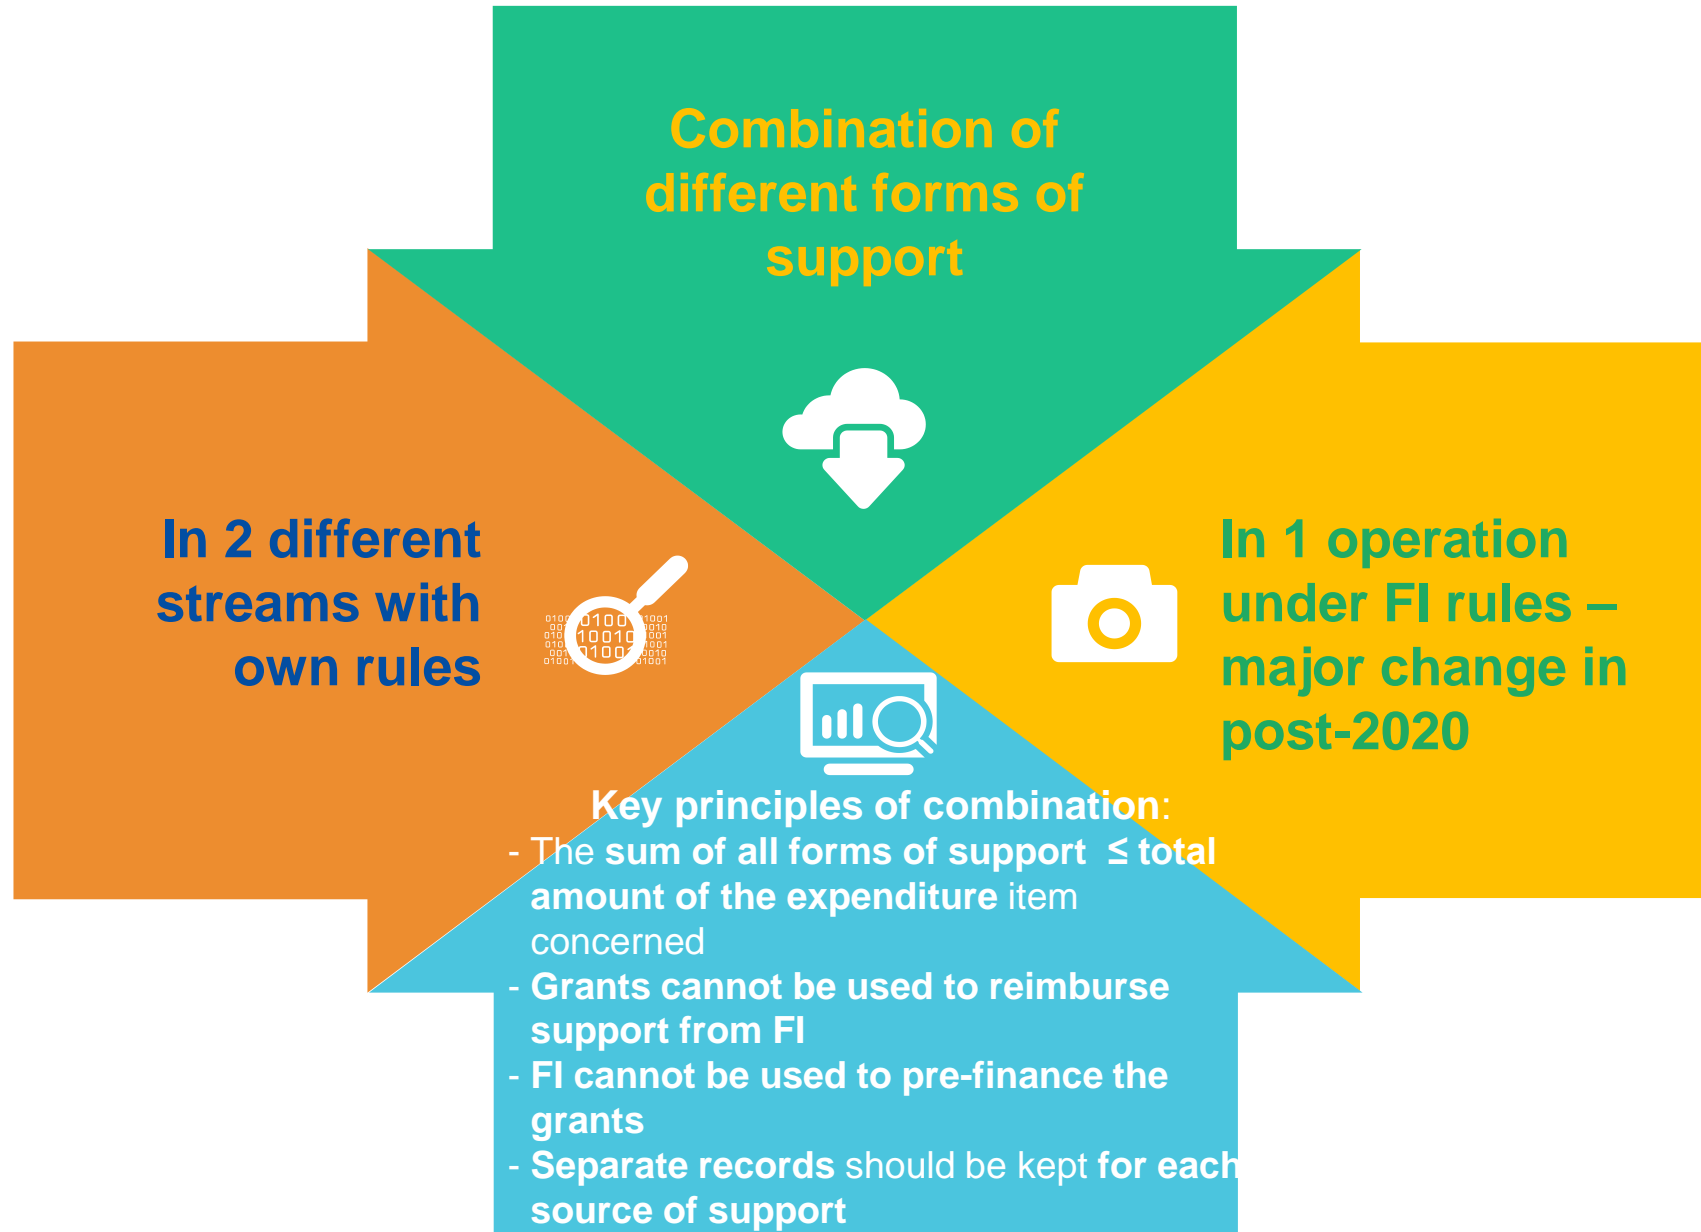 Combination of
different forms of
support
In 2 different
streams with
own rules
In 1 operation
under FI rules –
major change in
post-2020
Key principles of combination:
- The sum of all forms of support  ≤ total
amount of the expenditure item
concerned
- Grants cannot be used to reimburse
support from FI
- FI cannot be used to pre-finance the
grants
- Separate records should be kept for each
source of support